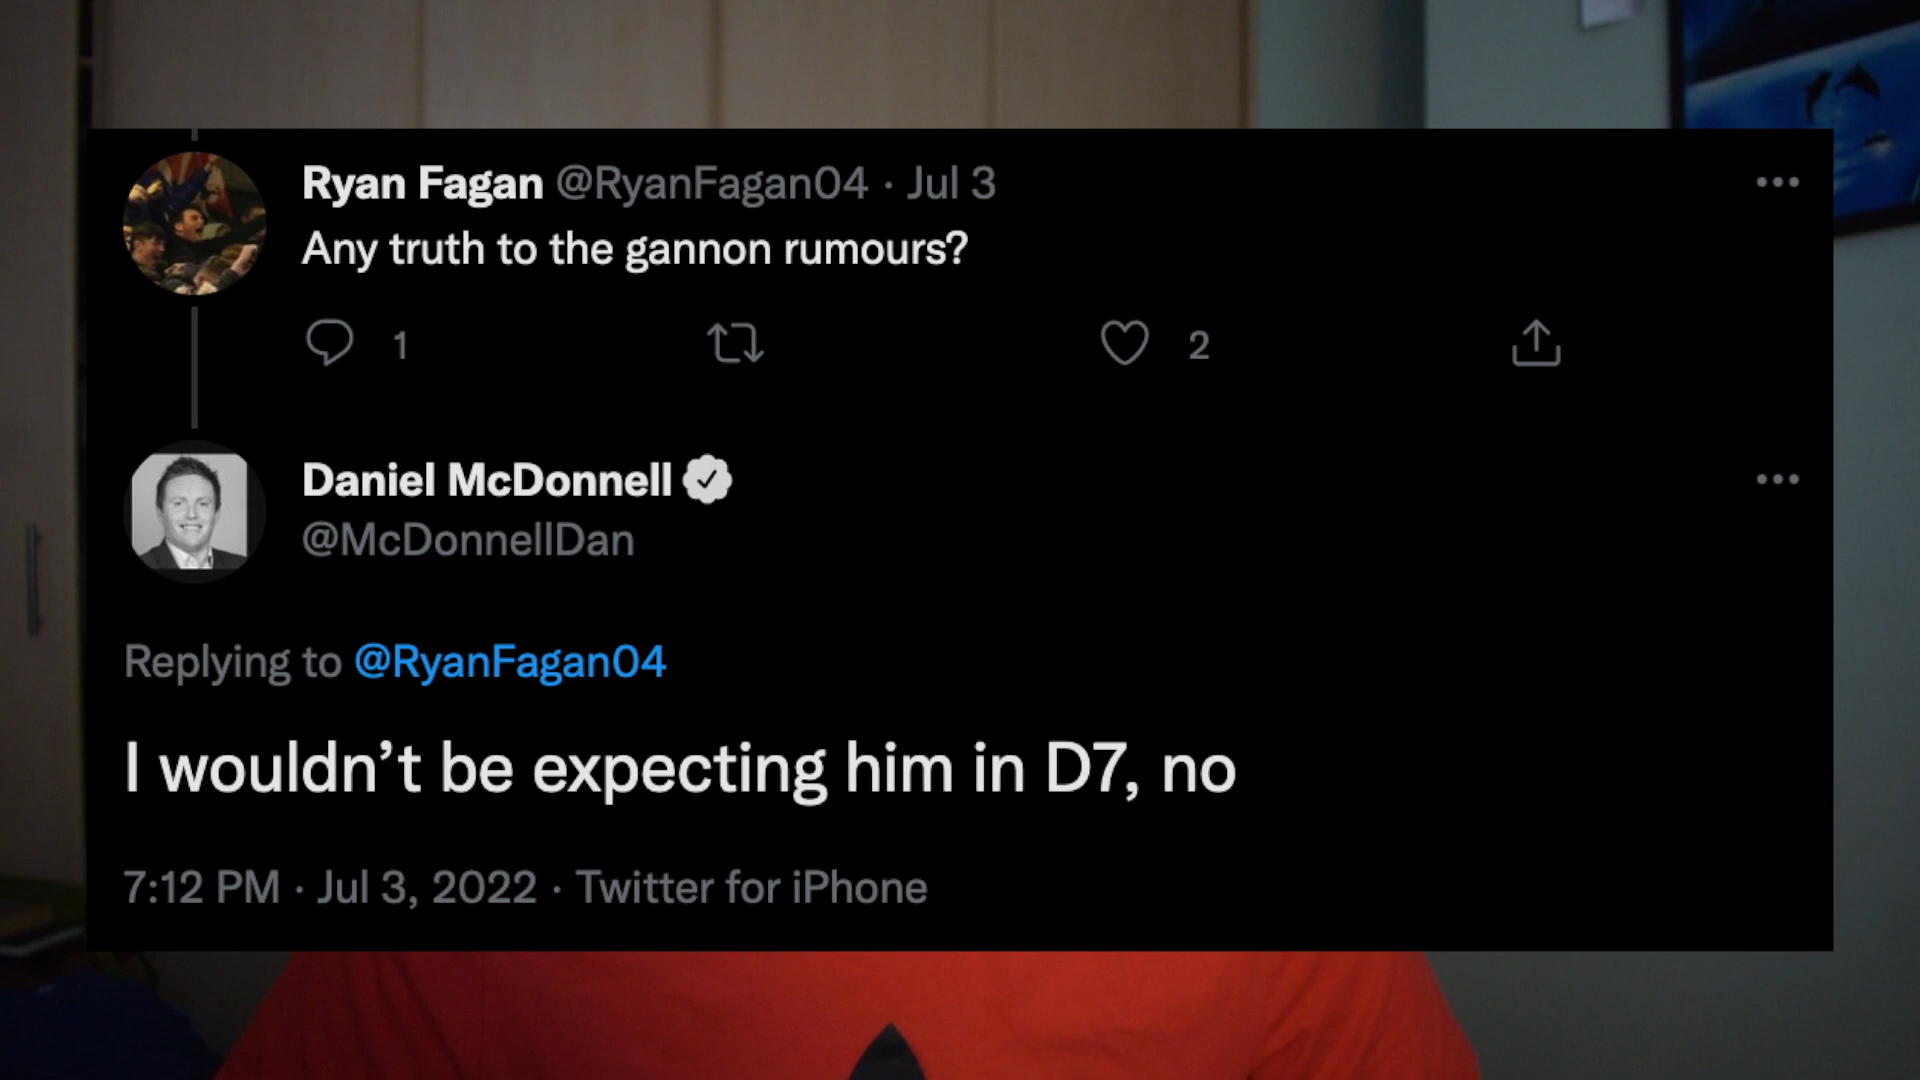 Ryan Fagan @RyanFagan04 · Jul 3
Any truth to the gannon rumours?
1 2
Daniel McDonnell
@McDonnellDan
Replying to @RyanFagan04
I wouldn’t be expecting him in D7, no
7:12 PM · Jul 3, 2022 · Twitter for iPhone